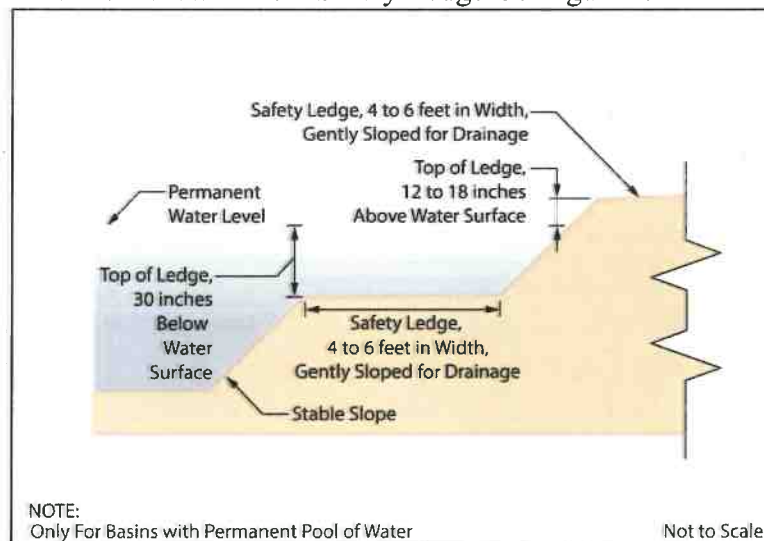 Safety Ledge, 4 to 6 feet in Width,
Gently Sloped for Drainage
Top of Ledge,
12 to 18 inches
Above Water Surface
Permanent
Water Level
Top of Ledge,
30 inches
Below
Water
Surface
Safety Ledge,
4 to 6 feet in Width,
Gently Sloped for Drainage
Stable Slope
NOTE:
Only For Basins with Permanent Pool of Water
Not to Scale